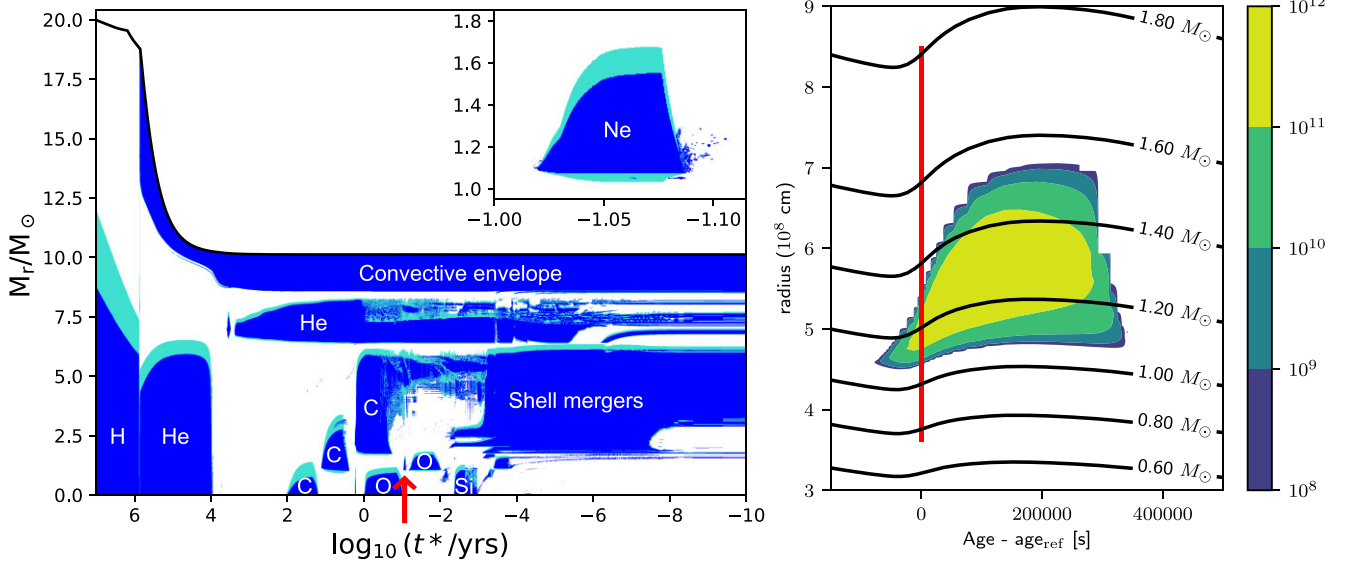 20.0
17.5
15.0
12.5
10.0
7.5
5.0
2.5
0.0
M_r/M_⊙
6
4
2
0
−2
−4
−6
−8
−10
log₁₀(t*/yrs)
Convective envelope
He
C
Shell mergers
H
He
C
O
C
O
Si
1.8
1.6
1.4
1.2
1.0
Ne
−1.00
−1.05
−1.10
9
8
7
6
5
4
3
radius (10⁸ cm)
1.80 M_⊙
1.60 M_⊙
1.40 M_⊙
1.20 M_⊙
1.00 M_⊙
0.80 M_⊙
0.60 M_⊙
0
200000
400000
Age - age_ref [s]
10¹²
10¹¹
10¹⁰
10⁹
10⁸